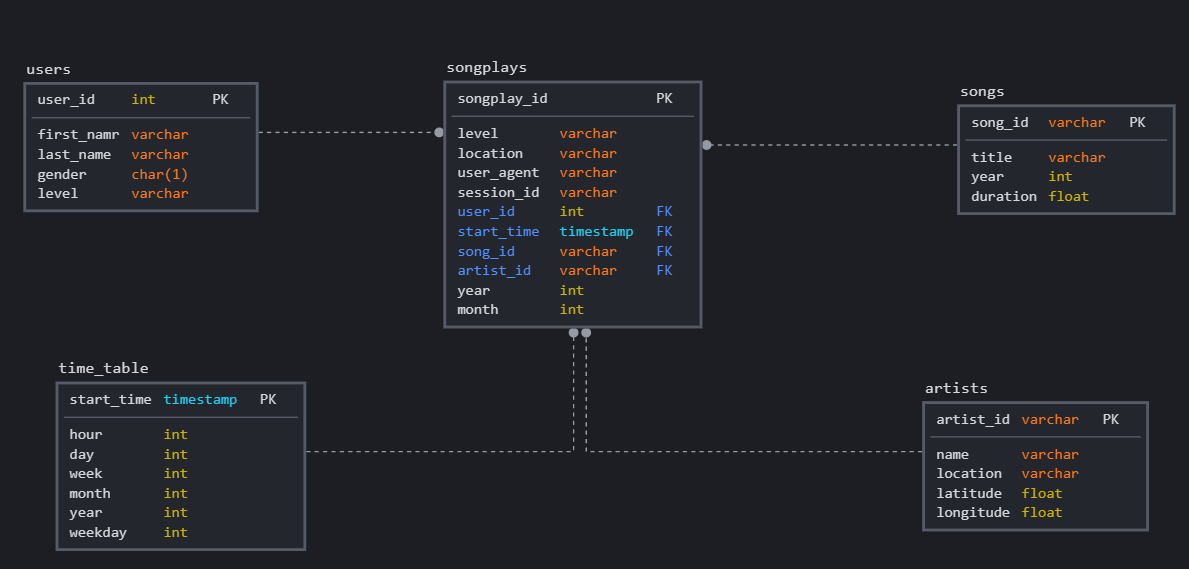 users
user_id int PK
first_namr varchar
last_name varchar
gender char(1)
level varchar
songplays
songplay_id PK
level varchar
location varchar
user_agent varchar
session_id varchar
user_id int FK
start_time timestamp FK
song_id varchar FK
artist_id varchar FK
year int
month int
songs
song_id varchar PK
title varchar
year int
duration float
time_table
start_time timestamp PK
hour int
day int
week int
month int
year int
weekday int
artists
artist_id varchar PK
name varchar
location varchar
latitude float
longitude float